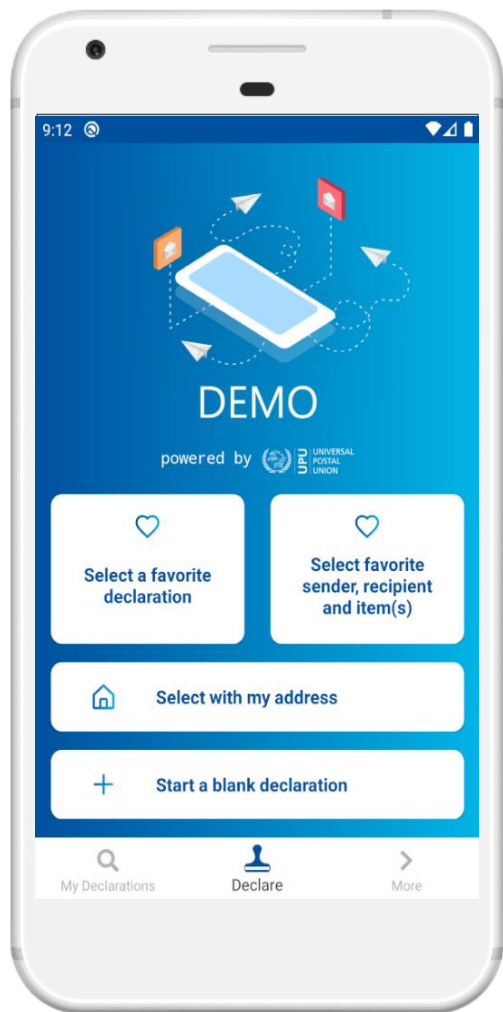 9:12
DEMO
powered by UPU UNIVERSAL
POSTAL
UNION
Select a favorite
declaration
Select favorite
sender, recipient
and item(s)
Select with my address
Start a blank declaration
My Declarations
Declare
More